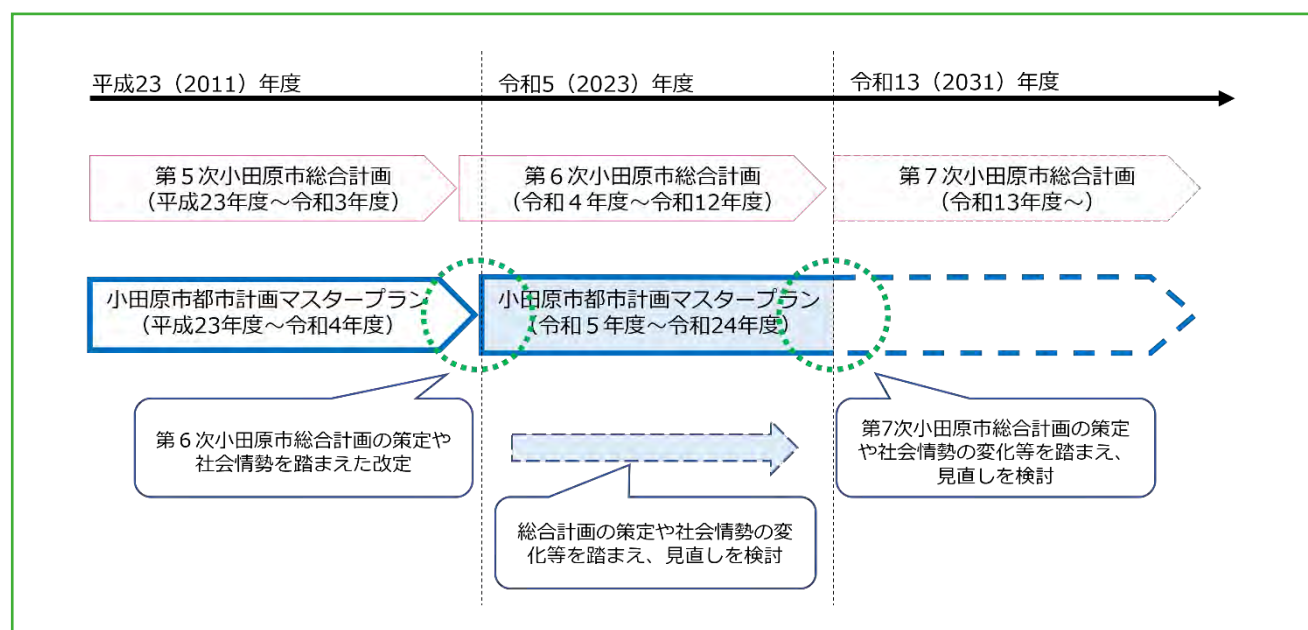 平成23（2011）年度
令和5（2023）年度
令和13（2031）年度
第５次小田原市総合計画
（平成23年度～令和3年度）
第６次小田原市総合計画
（令和４年度～令和12年度）
第７次小田原市総合計画
（令和13年度～）
小田原市都市計画マスタープラン
（平成23年度～令和4年度）
小田原市都市計画マスタープラン
（令和５年度～令和24年度）
第６次小田原市総合計画の策定や
社会情勢を踏まえた改定
総合計画の策定や社会情勢の変
化等を踏まえ、見直しを検討
第7次小田原市総合計画の策定
や社会情勢の変化等を踏まえ、
見直しを検討